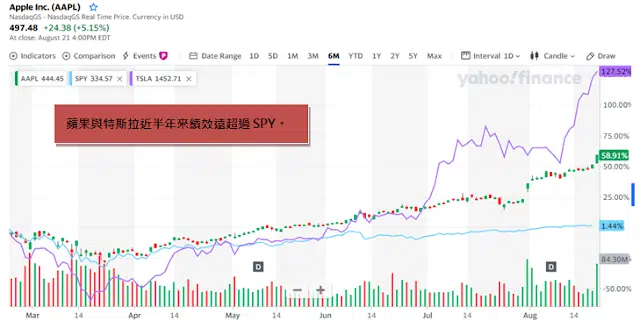 Apple Inc. (AAPL)
NasdaqGS - NasdaqGS Real Time Price. Currency in USD
497.48 +24.38 (+5.15%)
At close: August 21 4:00PM EDT
Indicators Comparison Events Date Range 1D 5D 1M 3M 6M YTD 1Y 2Y 5Y Max Interval 1D Candle Draw
AAPL 444.45 SPY 334.57 TSLA 1452.71
yahoo!finance
127.52%
蘋果與特斯拉近半年來績效遠超過 SPY。
100.00%
75.00%
58.91%
50.00%
25.00%
1.44%
84.30M
-50.00%
D D
Mar 14 Apr 14 May 14 Jun 14 Jul 14 Aug 14